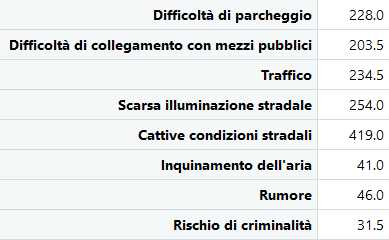 Difficoltà di parcheggio 228.0
Difficoltà di collegamento con mezzi pubblici 203.5
Traffico 234.5
Scarsa illuminazione stradale 254.0
Cattive condizioni stradali 419.0
Inquinamento dell'aria 41.0
Rumore 46.0
Rischio di criminalità 31.5